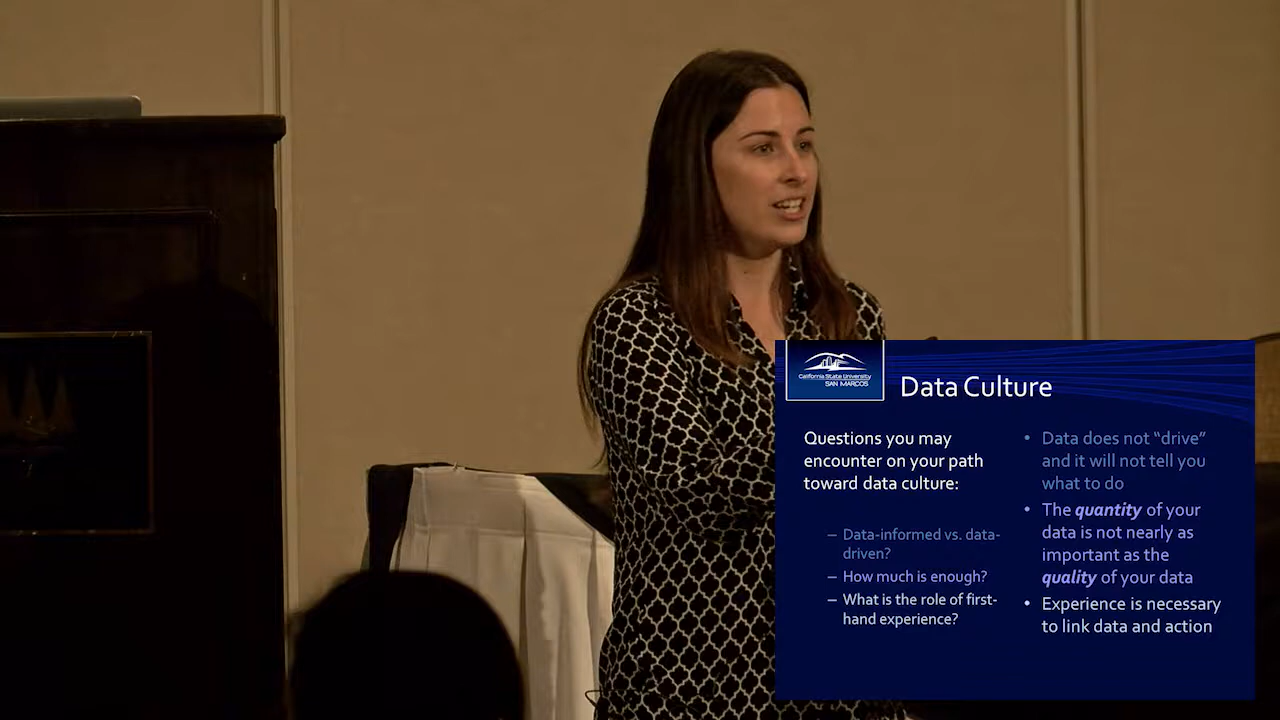 California State University
SAN MARCOS
Data Culture
Questions you may
encounter on your path
toward data culture:
– Data-informed vs. data-
driven?
– How much is enough?
– What is the role of first-
hand experience?
• Data does not “drive”
and it will not tell you
what to do
• The quantity of your
data is not nearly as
important as the
quality of your data
• Experience is necessary
to link data and action